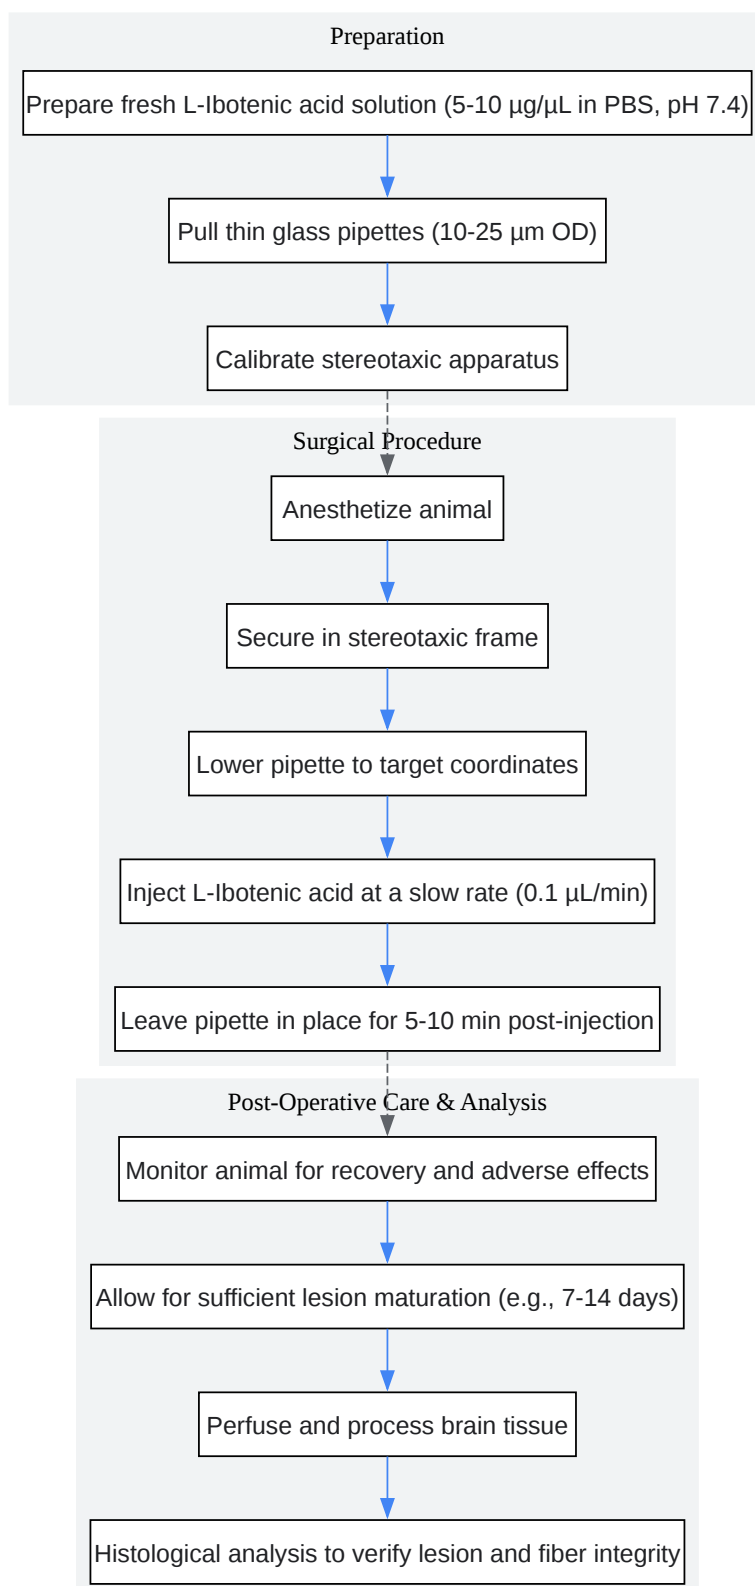 Preparation
Prepare fresh L-Ibotenic acid solution (5-10 µg/µL in PBS, pH 7.4)
Pull thin glass pipettes (10-25 µm OD)
Calibrate stereotaxic apparatus
Surgical Procedure
Anesthetize animal
Secure in stereotaxic frame
Lower pipette to target coordinates
Inject L-Ibotenic acid at a slow rate (0.1 µL/min)
Leave pipette in place for 5-10 min post-injection
Post-Operative Care & Analysis
Monitor animal for recovery and adverse effects
Allow for sufficient lesion maturation (e.g., 7-14 days)
Perfuse and process brain tissue
Histological analysis to verify lesion and fiber integrity